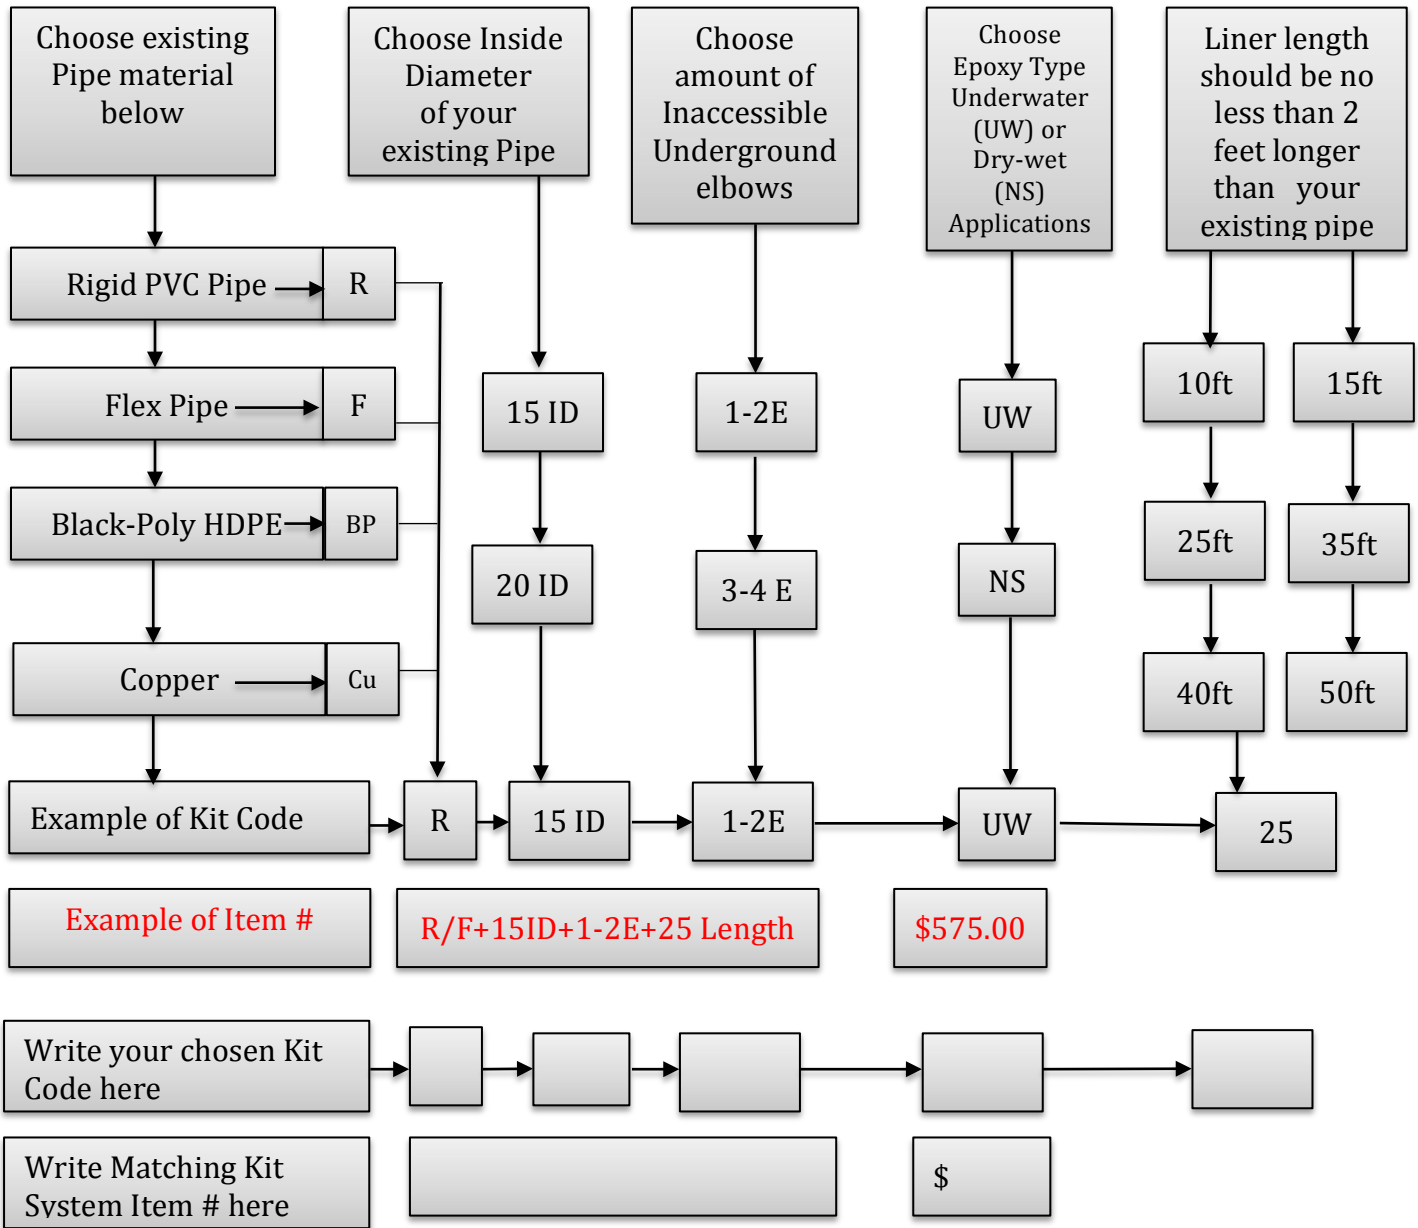 Choose existing
Pipe material
below
Choose Inside
Diameter
of your
existing Pipe
Choose
amount of
Inaccessible
Underground
elbows
Choose
Epoxy Type
Underwater
(UW) or
Dry-wet
(NS)
Applications
Liner length
should be no
less than 2
feet longer
than your
existing pipe
Rigid PVC Pipe R
Flex Pipe F
Black-Poly HDPE BP
Copper Cu
15 ID
20 ID
1-2E
3-4 E
UW
NS
10ft 15ft
25ft 35ft
40ft 50ft
Example of Kit Code R 15 ID 1-2E UW 25
Example of Item # R/F+15ID+1-2E+25 Length $575.00
Write your chosen Kit
Code here
Write Matching Kit
System Item # here
$